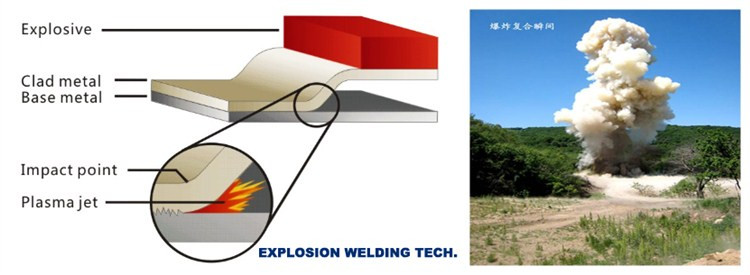 Explosive
Clad metal
Base metal
Impact point
Plasma jet
EXPLOSION WELDING TECH.
爆炸复合瞬间